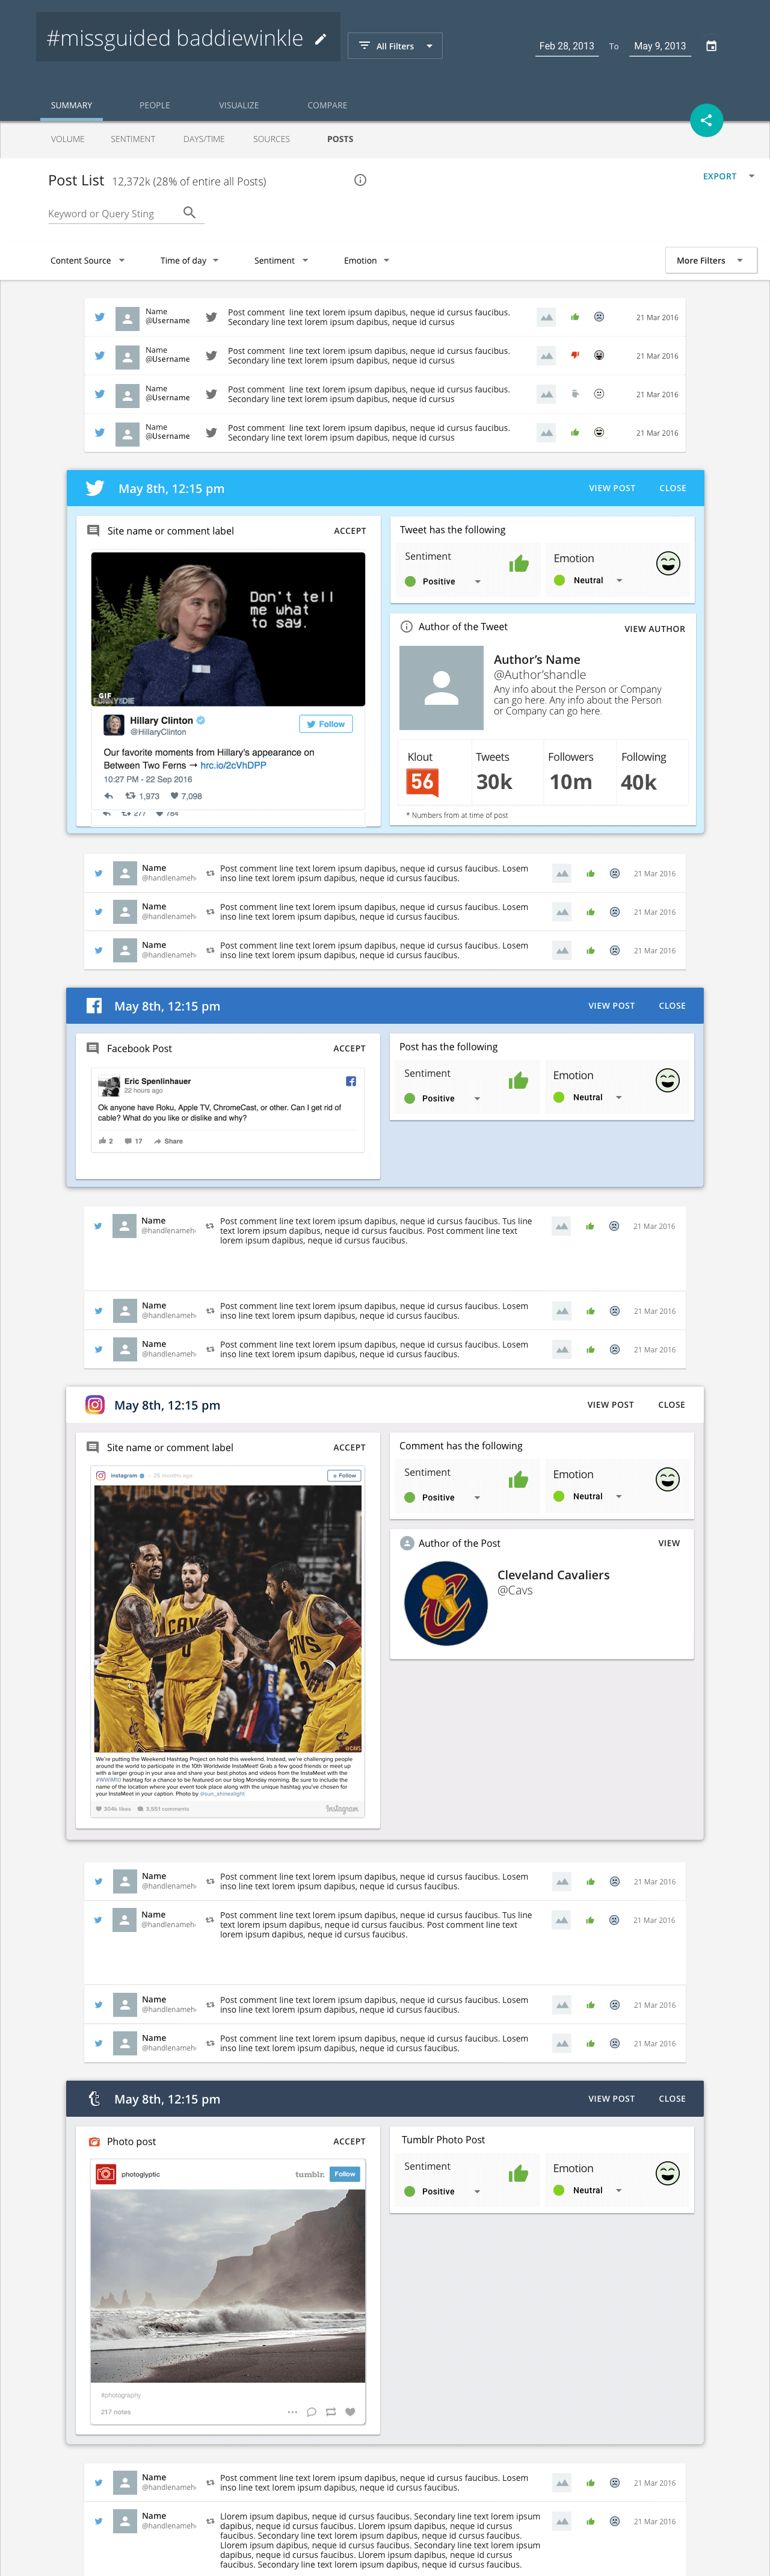 #missguided baddiewinkle
All Filters
Feb 28, 2013 To May 9, 2013
SUMMARY PEOPLE VISUALIZE COMPARE
VOLUME SENTIMENT DAYS/TIME SOURCES POSTS
Post List 12,372k (28% of entire all Posts)
EXPORT
Keyword or Query Sting
Content Source Time of day Sentiment Emotion More Filters
Name
@Username
Post comment line text lorem ipsum dapibus, neque id cursus faucibus.
Secondary line text lorem ipsum dapibus, neque id cursus
21 Mar 2016
Name
@Username
Post comment line text lorem ipsum dapibus, neque id cursus faucibus.
Secondary line text lorem ipsum dapibus, neque id cursus
21 Mar 2016
Name
@Username
Post comment line text lorem ipsum dapibus, neque id cursus faucibus.
Secondary line text lorem ipsum dapibus, neque id cursus
21 Mar 2016
Name
@Username
Post comment line text lorem ipsum dapibus, neque id cursus faucibus.
Secondary line text lorem ipsum dapibus, neque id cursus
21 Mar 2016
May 8th, 12:15 pm
VIEW POST CLOSE
Site name or comment label
ACCEPT
Don't tell
me what
to say.
GIF
FUNNY DIE
Hillary Clinton
@HillaryClinton
Follow
Our favorite moments from Hillary's appearance on
Between Two Ferns → hrc.io/2cVhDPP
10:27 PM - 22 Sep 2016
1,973 7,098
277 784
Tweet has the following
Sentiment
Positive
Emotion
Neutral
Author of the Tweet
VIEW AUTHOR
Author's Name
@Author'shandle
Any info about the Person or Company
can go here. Any info about the Person
or Company can go here.
Klout Tweets Followers Following
56 30k 10m 40k
* Numbers from at time of post
Name
@handlenameh
Post comment line text lorem ipsum dapibus, neque id cursus faucibus. Losem
inso line text lorem ipsum dapibus, neque id cursus faucibus.
21 Mar 2016
Name
@handlenameh
Post comment line text lorem ipsum dapibus, neque id cursus faucibus. Losem
inso line text lorem ipsum dapibus, neque id cursus faucibus.
21 Mar 2016
Name
@handlenameh
Post comment line text lorem ipsum dapibus, neque id cursus faucibus. Losem
inso line text lorem ipsum dapibus, neque id cursus faucibus.
21 Mar 2016
May 8th, 12:15 pm
VIEW POST CLOSE
Facebook Post
ACCEPT
Eric Spenlinhauer
22 hours ago
Ok anyone have Roku, Apple TV, ChromeCast, or other. Can I get rid of
cable? What do you like or dislike and why?
2 17 Share
Post has the following
Sentiment
Positive
Emotion
Neutral
Name
@handlenameh
Post comment line text lorem ipsum dapibus, neque id cursus faucibus. Tus line
text lorem ipsum dapibus, neque id cursus faucibus. Post comment line text
lorem ipsum dapibus, neque id cursus faucibus.
21 Mar 2016
Name
@handlenameh
Post comment line text lorem ipsum dapibus, neque id cursus faucibus. Losem
inso line text lorem ipsum dapibus, neque id cursus faucibus.
21 Mar 2016
Name
@handlenameh
Post comment line text lorem ipsum dapibus, neque id cursus faucibus. Losem
inso line text lorem ipsum dapibus, neque id cursus faucibus.
21 Mar 2016
May 8th, 12:15 pm
VIEW POST CLOSE
Site name or comment label
ACCEPT
instagram • 25 months ago
+ Follow
CAV
0
CAVS
2
@CAVS
We're putting the Weekend Hashtag Project on hold this weekend. Instead, we're challenging people
around the world to participate in the 10th Worldwide InstaMeet! Grab a few good friends or meet up
with a larger group in your area and share your best photos and videos from the InstaMeet with the
#WWIM10 hashtag for a chance to be featured on our blog Monday morning. Be sure to include the
name of the location where your event took place along with the unique hashtag you've chosen for
your InstaMeet in your caption. Photo by @sun_shinealight
304k likes 3,591 comments
Instagram
Comment has the following
Sentiment
Positive
Emotion
Neutral
Author of the Post
VIEW
Cleveland Cavaliers
@Cavs
Name
@handlenameh
Post comment line text lorem ipsum dapibus, neque id cursus faucibus. Losem
inso line text lorem ipsum dapibus, neque id cursus faucibus.
21 Mar 2016
Name
@handlenameh
Post comment line text lorem ipsum dapibus, neque id cursus faucibus. Tus line
text lorem ipsum dapibus, neque id cursus faucibus. Post comment line text
lorem ipsum dapibus, neque id cursus faucibus.
21 Mar 2016
Name
@handlenameh
Post comment line text lorem ipsum dapibus, neque id cursus faucibus. Losem
inso line text lorem ipsum dapibus, neque id cursus faucibus.
21 Mar 2016
Name
@handlenameh
Post comment line text lorem ipsum dapibus, neque id cursus faucibus. Losem
inso line text lorem ipsum dapibus, neque id cursus faucibus.
21 Mar 2016
May 8th, 12:15 pm
VIEW POST CLOSE
Photo post
ACCEPT
photoglyptic
tumblr.
Follow
#photography
217 notes
Tumblr Photo Post
Sentiment
Positive
Emotion
Neutral
Name
@handlenameh
Post comment line text lorem ipsum dapibus, neque id cursus faucibus. Losem
inso line text lorem ipsum dapibus, neque id cursus faucibus.
21 Mar 2016
Name
@handlenameh
Llorem ipsum dapibus, neque id cursus faucibus. Secondary line text lorem ipsum
dapibus, neque id cursus faucibus. Llorem ipsum dapibus, neque id cursus
faucibus. Secondary line text lorem ipsum dapibus, neque id cursus faucibus.
Llorem ipsum dapibus, neque id cursus faucibus. Secondary line text lorem ipsum
dapibus, neque id cursus faucibus. Llorem ipsum dapibus, neque id cursus
faucibus. Secondary line text lorem ipsum dapibus, neque id cursus faucibus.
21 Mar 2016